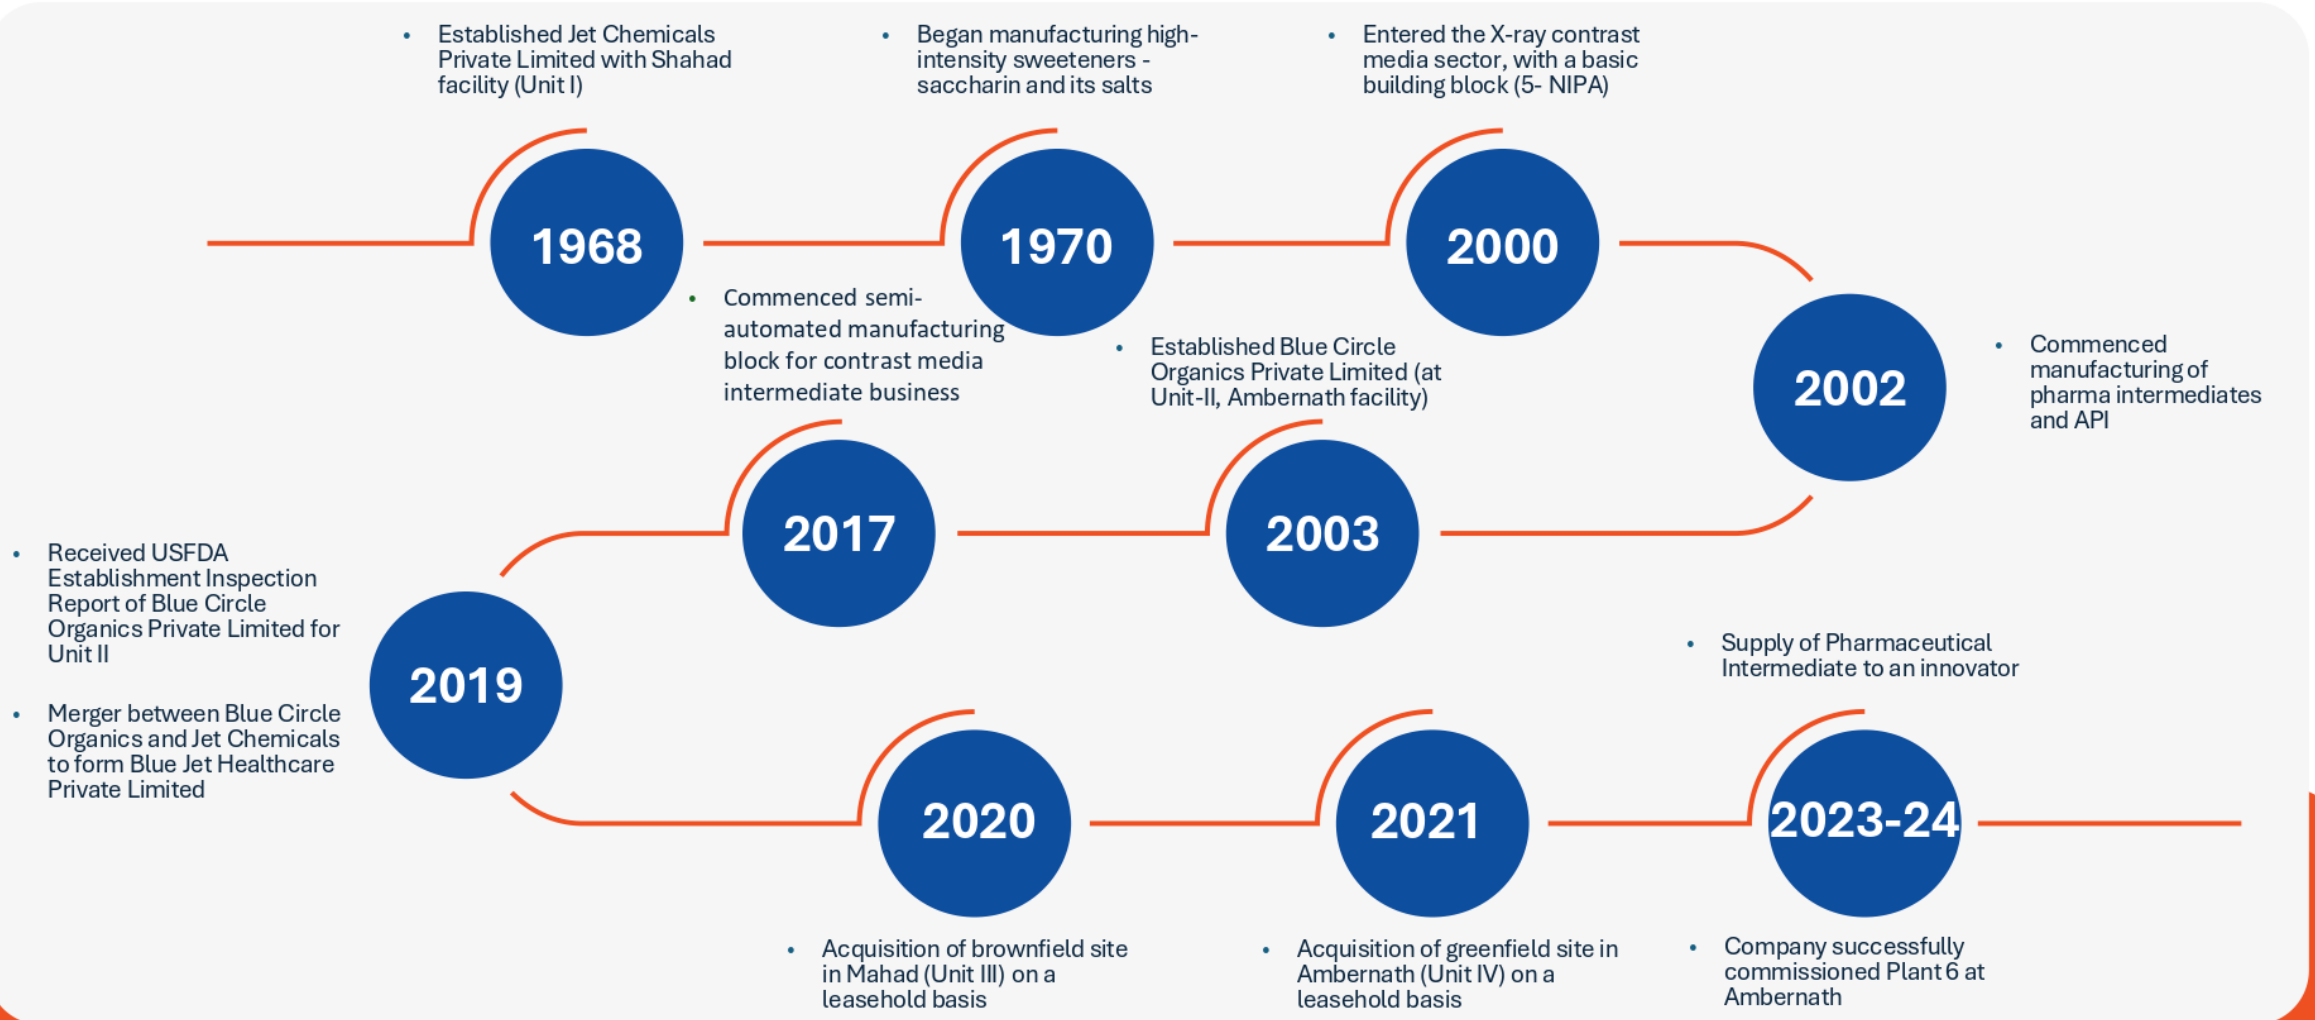 • Established Jet Chemicals
Private Limited with Shahad
facility (Unit I)
1968
• Began manufacturing high-
intensity sweeteners -
saccharin and its salts
1970
• Entered the X-ray contrast
media sector, with a basic
building block (5- NIPA)
2000
2002
• Commenced
manufacturing of
pharma intermediates
and API
• Established Blue Circle
Organics Private Limited (at
Unit-II, Ambernath facility)
2003
• Commenced semi-
automated manufacturing
block for contrast media
intermediate business
2017
• Received USFDA
Establishment Inspection
Report of Blue Circle
Organics Private Limited for
Unit II
• Merger between Blue Circle
Organics and Jet Chemicals
to form Blue Jet Healthcare
Private Limited
2019
2020
• Acquisition of brownfield site
in Mahad (Unit III) on a
leasehold basis
2021
• Acquisition of greenfield site in
Ambernath (Unit IV) on a
leasehold basis
• Supply of Pharmaceutical
Intermediate to an innovator
2023-24
• Company successfully
commissioned Plant 6 at
Ambernath